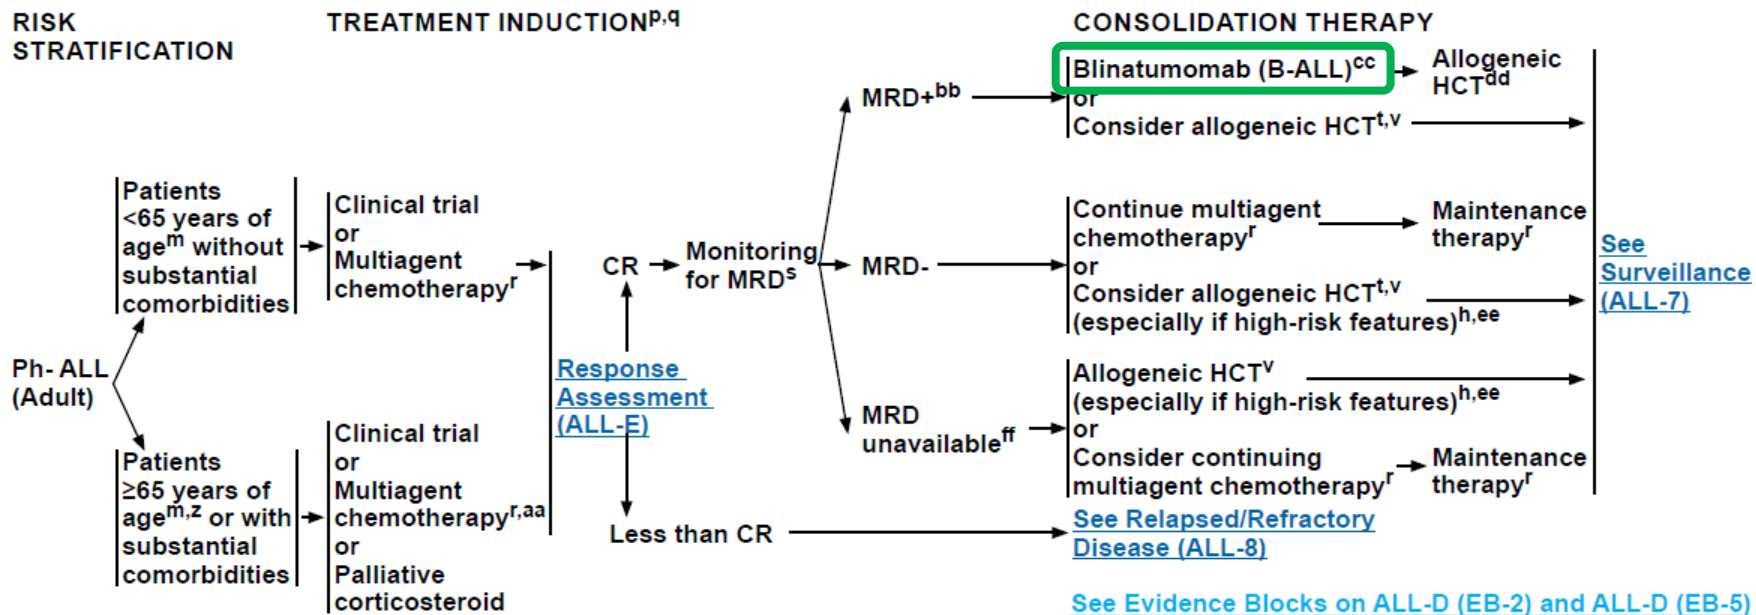 RISK
STRATIFICATION
TREATMENT INDUCTIONp,q
CONSOLIDATION THERAPY
Ph- ALL
(Adult)
Patients
<65 years of
agem without
substantial
comorbidities
Clinical trial
or
Multiagent
chemotherapyr
Patients
≥65 years of
agem,z or with
substantial
comorbidities
Clinical trial
or
Multiagent
chemotherapyr,aa
or
Palliative
corticosteroid
Response
Assessment
(ALL-E)
CR
Less than CR
Monitoring
for MRDs
MRD+bb
MRD-
MRD
unavailableff
Blinatumomab (B-ALL)cc
or
Consider allogeneic HCTt,v
Allogeneic
HCTdd
Continue multiagent
chemotherapyr
or
Consider allogeneic HCTt,v
(especially if high-risk features)h,ee
Maintenance
therapyr
Allogeneic HCTv
(especially if high-risk features)h,ee
or
Consider continuing
multiagent chemotherapyr
Maintenance
therapyr
See Relapsed/Refractory
Disease (ALL-8)
See
Surveillance
(ALL-7)
See Evidence Blocks on ALL-D (EB-2) and ALL-D (EB-5)